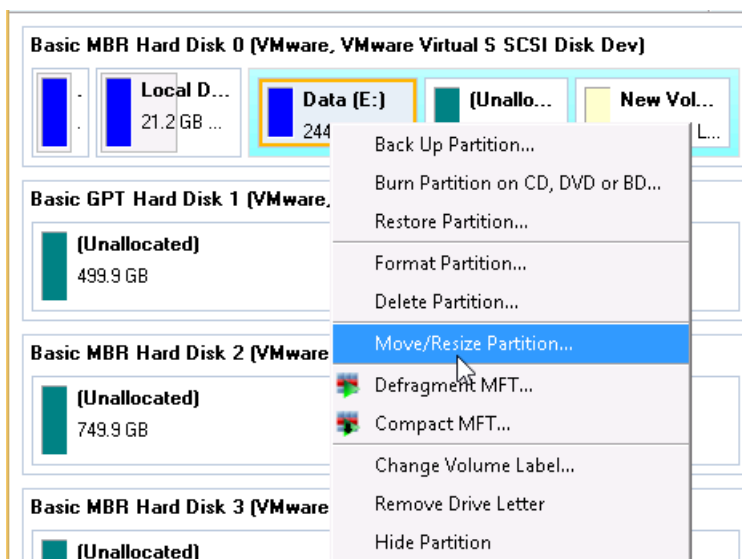 Basic MBR Hard Disk 0 (VMware, VMware Virtual S SCSI Disk Dev)
. Local D... Data (E:) (Unallo... New Vol...
. 21.2 GB ... 244 L...
Back Up Partition...
Burn Partition on CD, DVD or BD...
Restore Partition...
Format Partition...
Delete Partition...
Move/Resize Partition...
Defragment MFT...
Compact MFT...
Change Volume Label...
Remove Drive Letter
Hide Partition
Basic GPT Hard Disk 1 (VMware,
(Unallocated)
499.9 GB
Basic MBR Hard Disk 2 (VMware
(Unallocated)
749.9 GB
Basic MBR Hard Disk 3 (VMware
(Unallocated)